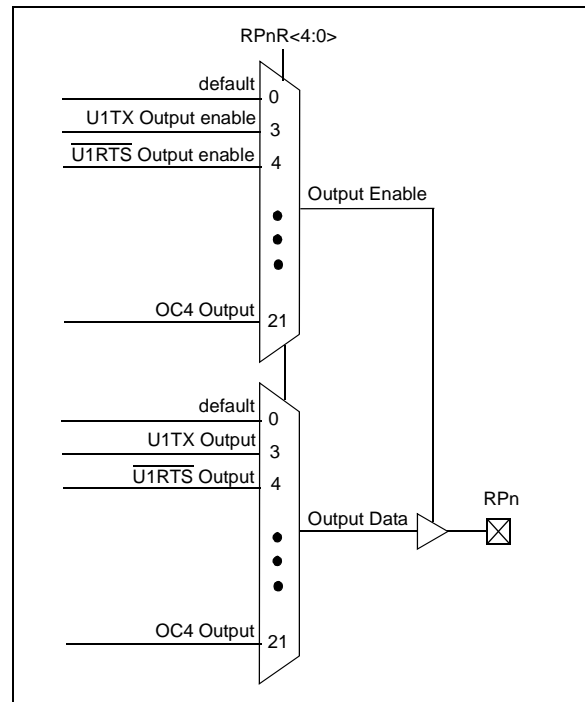 RPnR<4:0>
default
0
U1TX Output enable
3
U1RTS Output enable
4
Output Enable
OC4 Output
21
default
0
U1TX Output
3
U1RTS Output
4
Output Data
RPn
OC4 Output
21